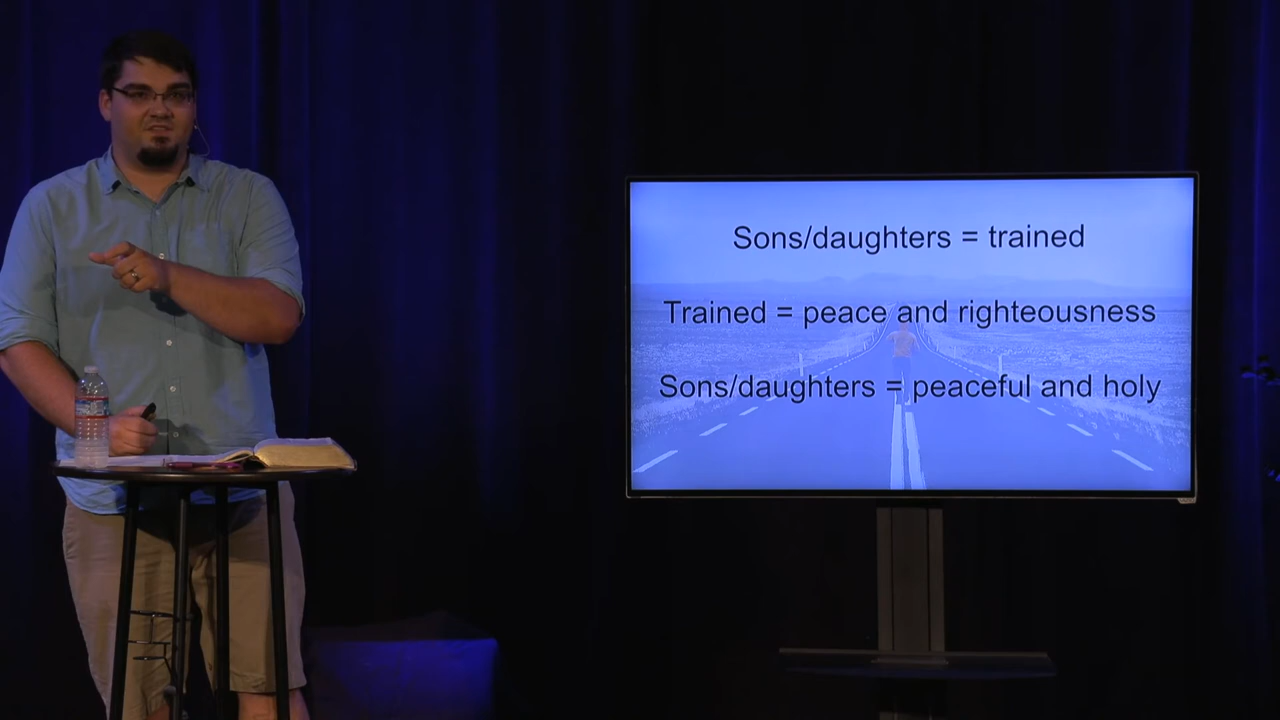 Sons/daughters = trained
Trained = peace and righteousness
Sons/daughters = peaceful and holy